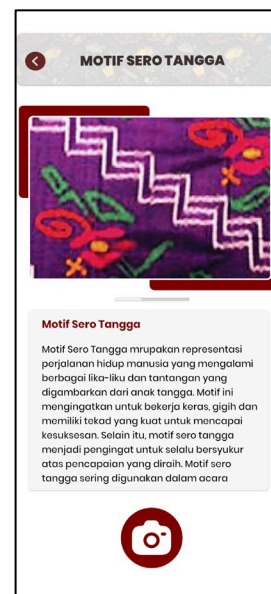 MOTIF SERO TANGGA
Motif Sero Tangga
Motif Sero Tangga mrupakan representasi
perjalanan hidup manusia yang mengalami
berbagai lika-liku dan tantangan yang
digambarkan dari anak tangga. Motif ini
mengingatkan untuk bekerja keras, gigih dan
memiliki tekad yang kuat untuk mencapai
kesuksesan. Selain itu, motif sero tangga
menjadi pengingat untuk selalu bersyukur
atas pencapaian yang diraih. Motif sero
tangga sering digunakan dalam acara